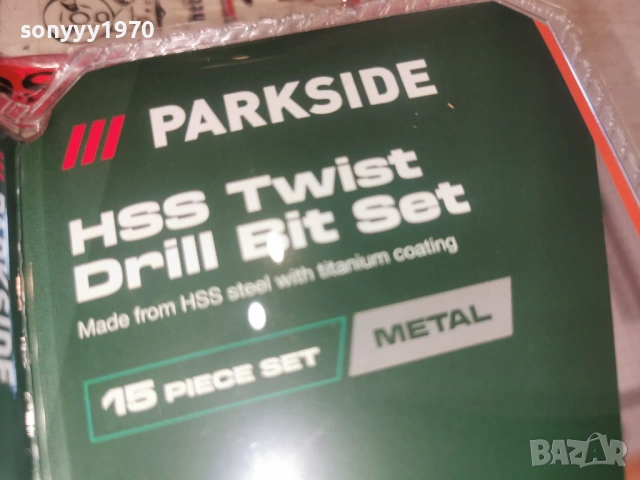 sonyyy1970
PARKSIDE
HSS Twist
Drill Bit Set
Made from HSS steel with titanium coating
15 PIECE SET
METAL
PARKSIDE
BAZAR